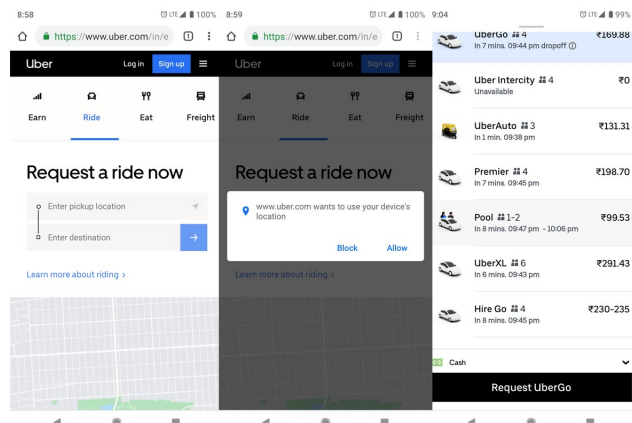 8:58 LTE 100%
https://www.uber.com/in/e 1
Uber Log in Sign up
Earn Ride Eat Freight
Request a ride now
Enter pickup location
Enter destination
Learn more about riding >
8:59 LTE 100%
https://www.uber.com/in/e 1
Uber Log in Sign up
Earn Ride Eat Freight
Request a ride now
www.uber.com wants to use your device's
location
Block Allow
Learn more about riding >
9:04 LTE 99%
UberGo 4 ₹169.88
In 7 mins. 09:44 pm dropoff
Uber Intercity 4 ₹0
Unavailable
UberAuto 3 ₹131.31
In 1 min. 09:38 pm
Premier 4 ₹198.70
In 7 mins. 09:45 pm
Pool 1-2 ₹99.53
In 8 mins. 09:47 pm - 10:06 pm
UberXL 6 ₹291.43
In 6 mins. 09:43 pm
Hire Go 4 ₹230-235
In 8 mins. 09:45 pm
Cash
Request UberGo